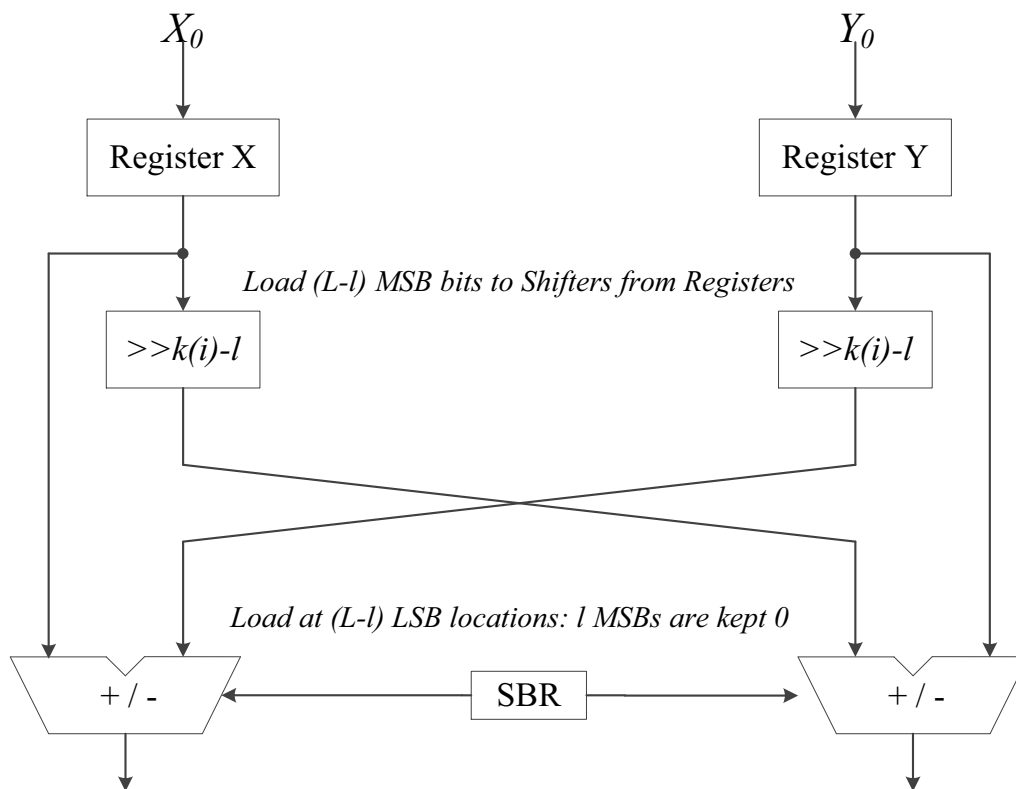 X0
Y0
Register X
Register Y
Load (L-l) MSB bits to Shifters from Registers
>>k(i)-l
>>k(i)-l
Load at (L-l) LSB locations: l MSBs are kept 0
+ / -
SBR
+ / -